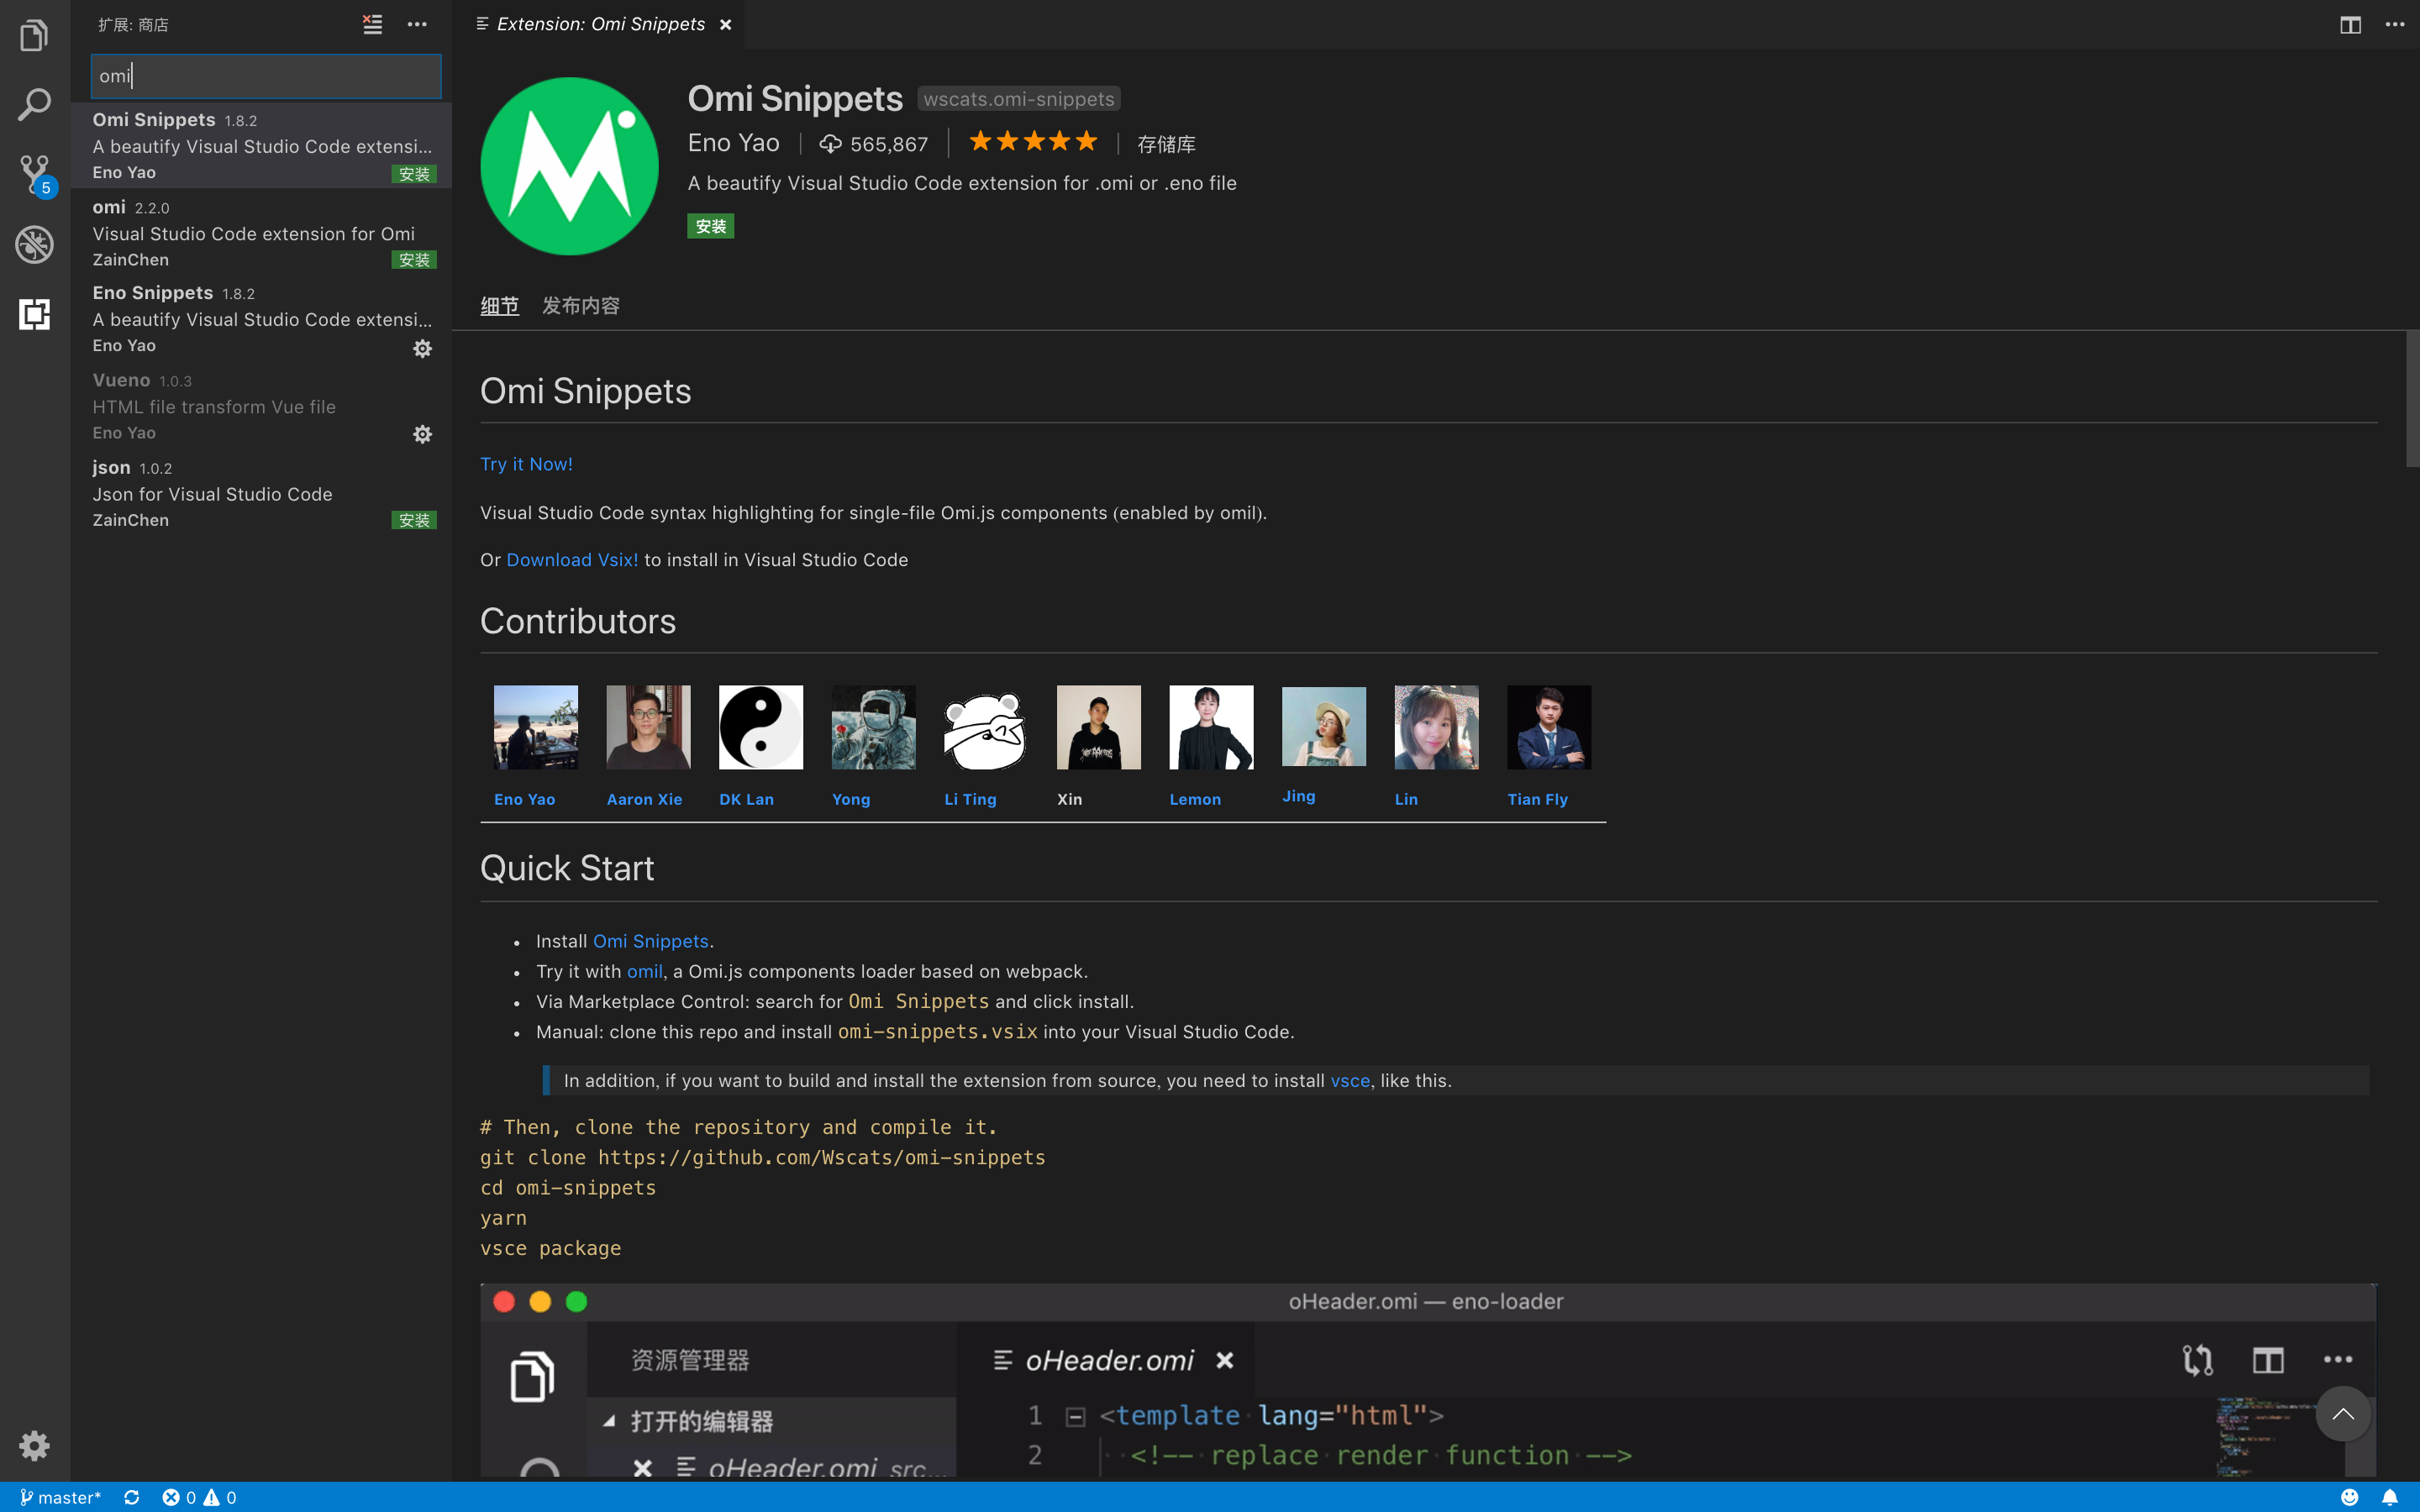 扩展: 商店
omi
Omi Snippets 1.8.2
A beautify Visual Studio Code extensi...
Eno Yao 安装
omi 2.2.0
Visual Studio Code extension for Omi
ZainChen 安装
Eno Snippets 1.8.2
A beautify Visual Studio Code extensi...
Eno Yao
Vueno 1.0.3
HTML file transform Vue file
Eno Yao
json 1.0.2
Json for Visual Studio Code
ZainChen 安装
5
Extension: Omi Snippets
Omi Snippets wscats.omi-snippets
Eno Yao 565,867 存储库
A beautify Visual Studio Code extension for .omi or .eno file
安装
细节 发布内容
Omi Snippets
Try it Now!
Visual Studio Code syntax highlighting for single-file Omi.js components (enabled by omil).
Or Download Vsix! to install in Visual Studio Code
Contributors
Eno Yao Aaron Xie DK Lan Yong Li Ting Xin Lemon Jing Lin Tian Fly
Quick Start
• Install Omi Snippets.
• Try it with omil, a Omi.js components loader based on webpack.
• Via Marketplace Control: search for Omi Snippets and click install.
• Manual: clone this repo and install omi-snippets.vsix into your Visual Studio Code.
In addition, if you want to build and install the extension from source, you need to install vsce, like this.
# Then, clone the repository and compile it.
git clone https://github.com/Wscats/omi-snippets
cd omi-snippets
yarn
vsce package
oHeader.omi — eno-loader
资源管理器
oHeader.omi
打开的编辑器
oHeader.omi src...
1 <template lang="html">
2 <!-- replace render function -->
master* 0 0